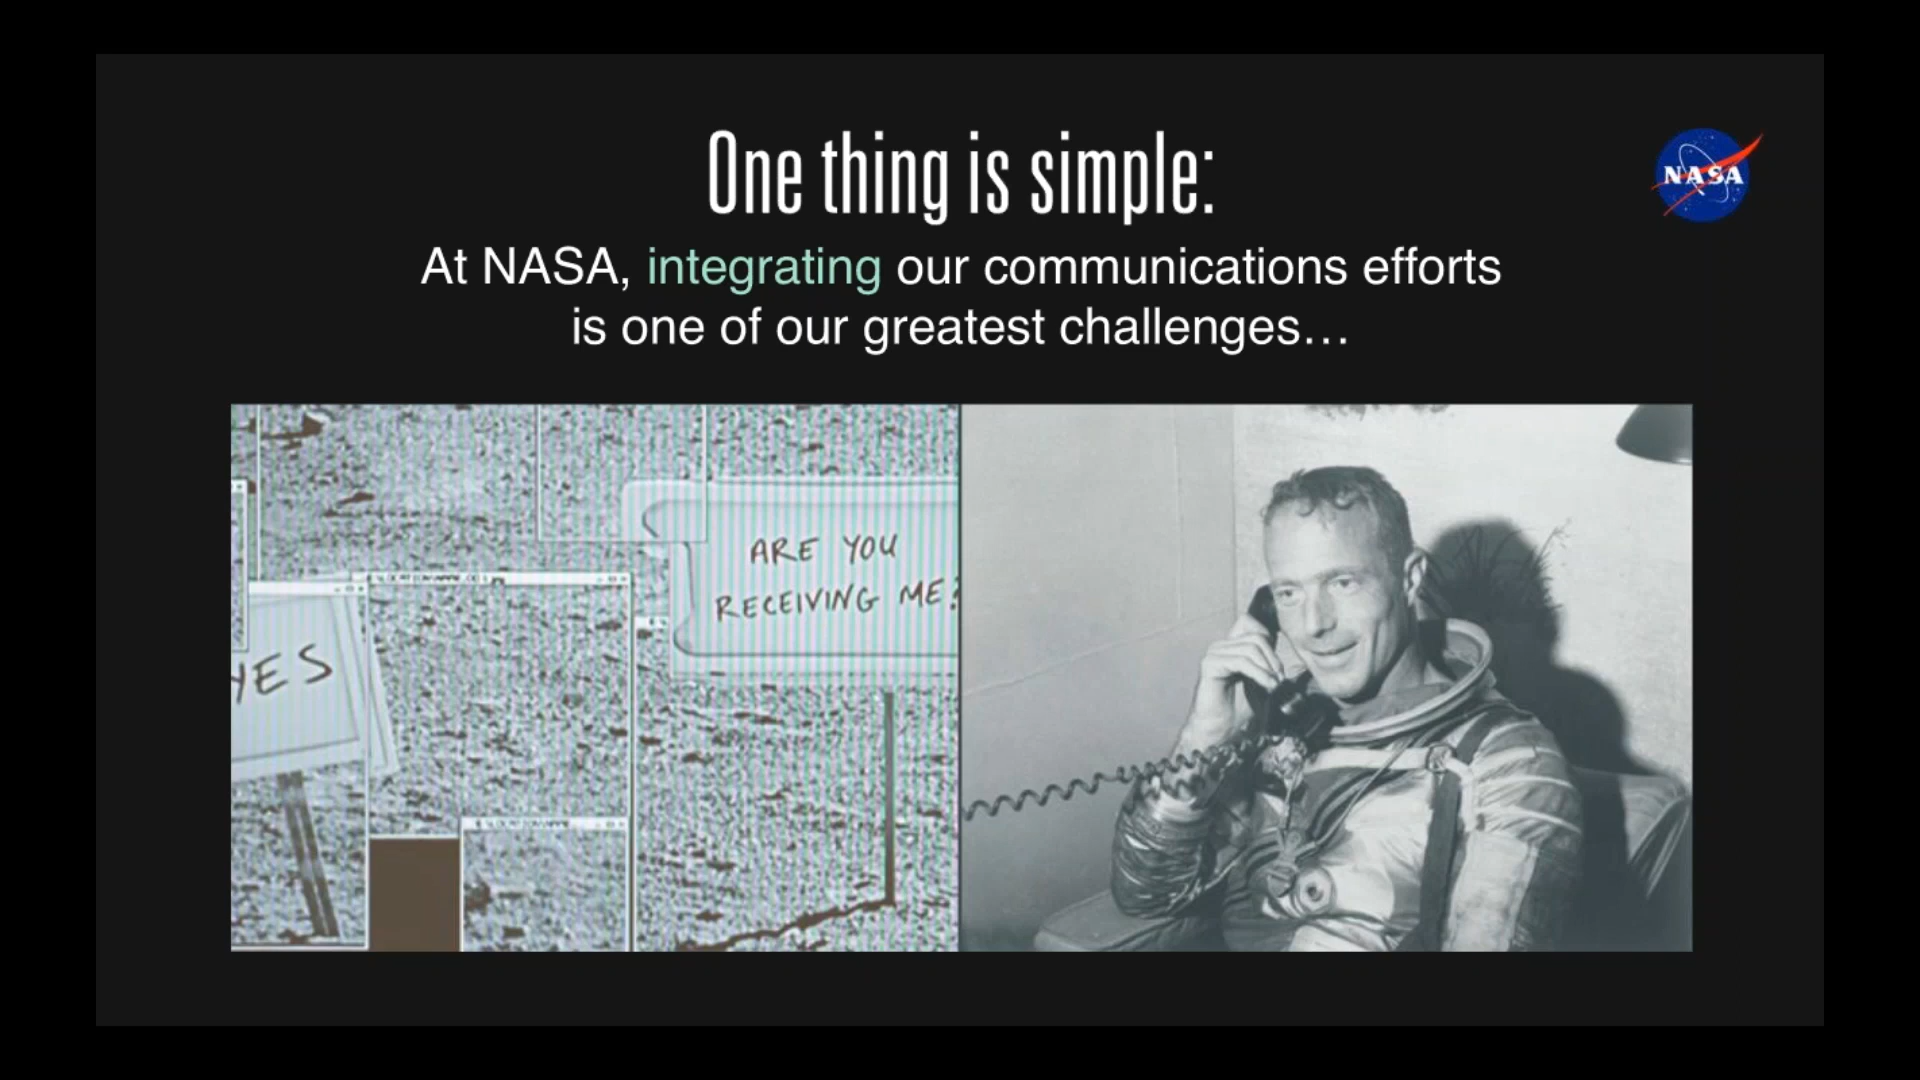 One thing is simple:
NASA
At NASA, integrating our communications efforts
is one of our greatest challenges…
ARE YOU
RECEIVING ME?
YES